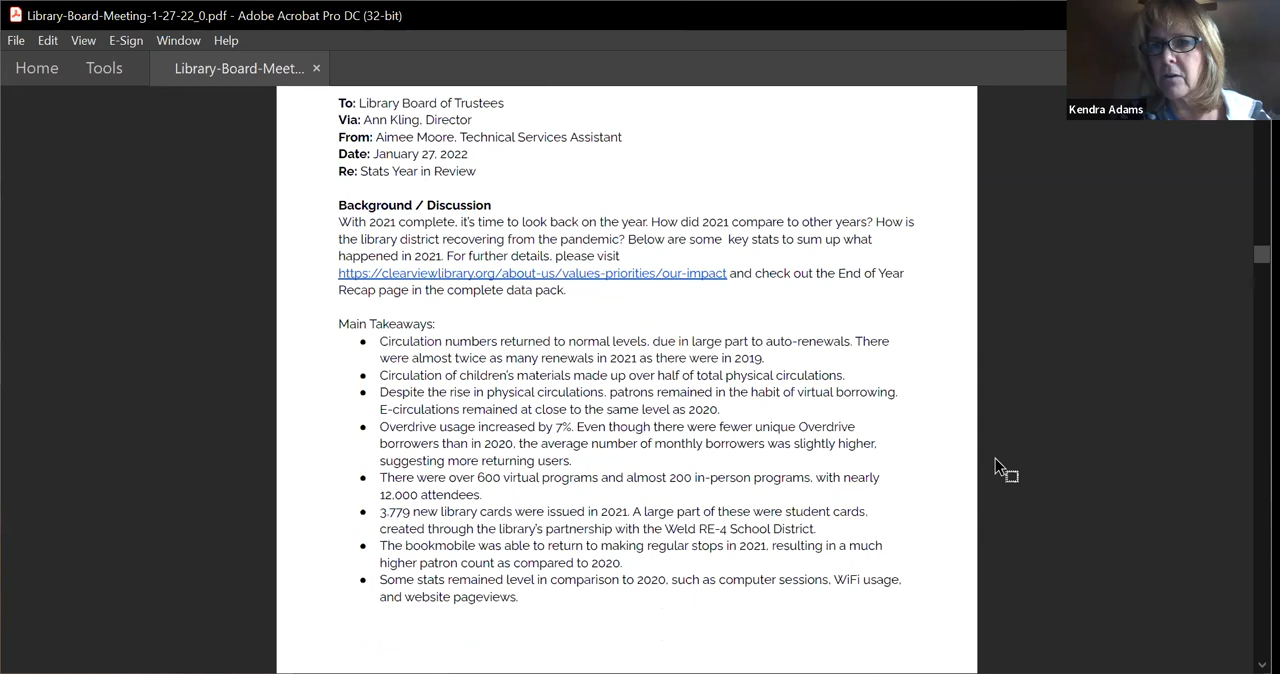 Library-Board-Meeting-1-27-22_0.pdf - Adobe Acrobat Pro DC (32-bit)
File Edit View E-Sign Window Help
Home Tools Library-Board-Meet... ×
Kendra Adams
To: Library Board of Trustees
Via: Ann Kling, Director
From: Aimee Moore, Technical Services Assistant
Date: January 27, 2022
Re: Stats Year in Review
Background / Discussion
With 2021 complete, it's time to look back on the year. How did 2021 compare to other years? How is
the library district recovering from the pandemic? Below are some key stats to sum up what
happened in 2021. For further details, please visit
https://clearviewlibrary.org/about-us/values-priorities/our-impact and check out the End of Year
Recap page in the complete data pack.
Main Takeaways:
● Circulation numbers returned to normal levels, due in large part to auto-renewals. There
were almost twice as many renewals in 2021 as there were in 2019.
● Circulation of children's materials made up over half of total physical circulations.
● Despite the rise in physical circulations, patrons remained in the habit of virtual borrowing.
E-circulations remained at close to the same level as 2020.
● Overdrive usage increased by 7%. Even though there were fewer unique Overdrive
borrowers than in 2020, the average number of monthly borrowers was slightly higher,
suggesting more returning users.
● There were over 600 virtual programs and almost 200 in-person programs, with nearly
12,000 attendees.
● 3,779 new library cards were issued in 2021. A large part of these were student cards,
created through the library's partnership with the Weld RE-4 School District.
● The bookmobile was able to return to making regular stops in 2021, resulting in a much
higher patron count as compared to 2020.
● Some stats remained level in comparison to 2020, such as computer sessions, WiFi usage,
and website pageviews.